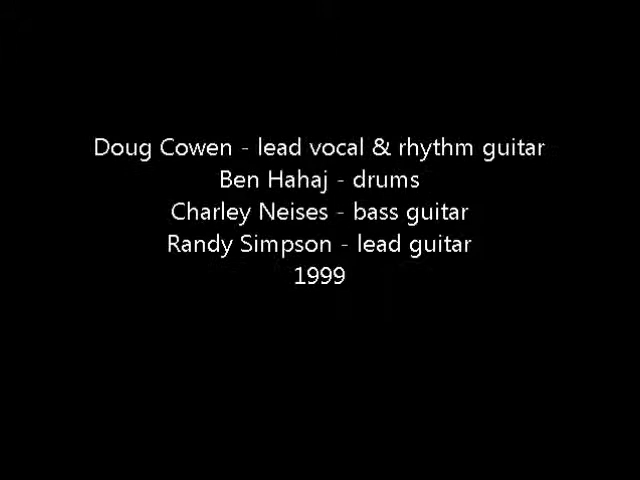 Doug Cowen - lead vocal & rhythm guitar
Ben Hahaj - drums
Charley Neises - bass guitar
Randy Simpson - lead guitar
1999